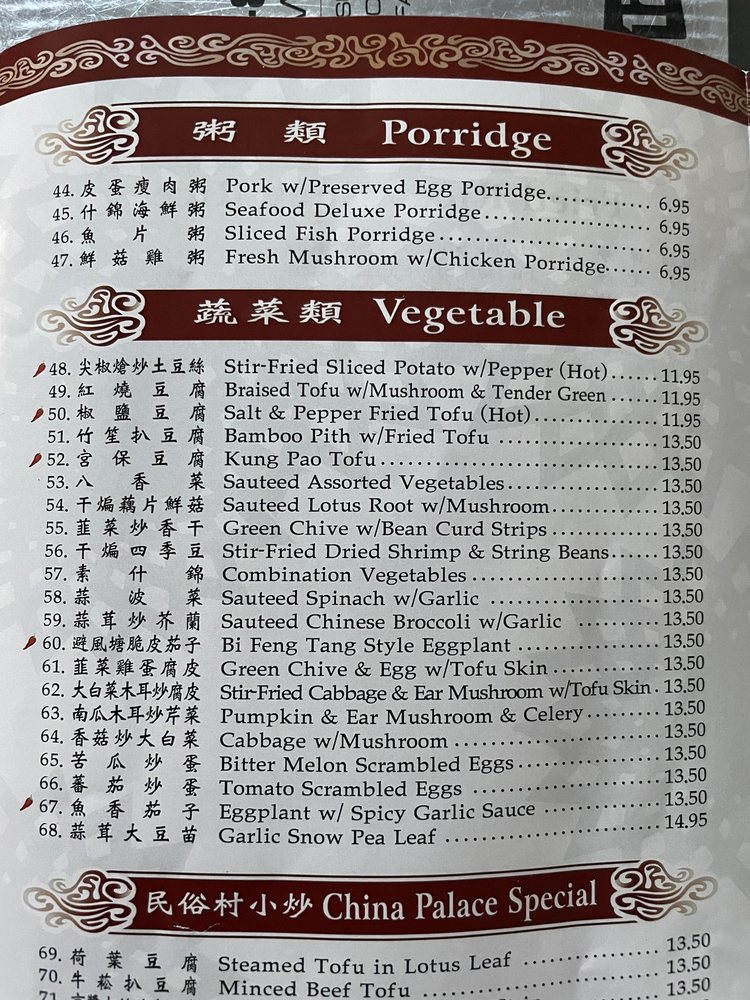 粥 類 Porridge
44. 皮蛋瘦肉粥 Pork w/Preserved Egg Porridge............. 6.95
45. 什錦海鮮粥 Seafood Deluxe Porridge..................... 6.95
46. 魚片粥 Sliced Fish Porridge........................... 6.95
47. 鮮菇雞粥 Fresh Mushroom w/Chicken Porridge...... 6.95
蔬菜類 Vegetable
48. 尖椒熗炒土豆絲 Stir-Fried Sliced Potato w/Pepper (Hot)...... 11.95
49. 紅燒豆腐 Braised Tofu w/Mushroom & Tender Green ...... 11.95
50. 椒鹽豆腐 Salt & Pepper Fried Tofu (Hot)................ 11.95
51. 竹笙扒豆腐 Bamboo Pith w/Fried Tofu .................... 13.50
52. 宮保豆腐 Kung Pao Tofu.................................. 13.50
53. 八香菜 Sauteed Assorted Vegetables.................. 13.50
54. 干煸藕片鮮菇 Sauteed Lotus Root w/Mushroom............. 13.50
55. 韮菜炒香干 Green Chive w/Bean Curd Strips ............. 13.50
56. 干煸四季豆 Stir-Fried Dried Shrimp & String Beans...... 13.50
57. 素什錦 Combination Vegetables ....................... 13.50
58. 蒜波菜 Sauteed Spinach w/Garlic ..................... 13.50
59. 蒜茸炒芥蘭 Sauteed Chinese Broccoli w/Garlic .......... 13.50
60. 避風塘脆皮茄子 Bi Feng Tang Style Eggplant .................. 13.50
61. 韮菜雞蛋腐皮 Green Chive & Egg w/Tofu Skin ............. 13.50
62. 大白菜木耳炒腐皮 Stir-Fried Cabbage & Ear Mushroom w/Tofu Skin . 13.50
63. 南瓜木耳炒芹菜 Pumpkin & Ear Mushroom & Celery......... 13.50
64. 香菇炒大白菜 Cabbage w/Mushroom ......................... 13.50
65. 苦瓜炒蛋 Bitter Melon Scrambled Eggs.................. 13.50
66. 蕃茄炒蛋 Tomato Scrambled Eggs ....................... 13.50
67. 魚香茄子 Eggplant w/ Spicy Garlic Sauce .............. 13.50
68. 蒜茸大豆苗 Garlic Snow Pea Leaf ........................... 14.95
民俗村小炒 China Palace Special
69. 荷葉豆腐 Steamed Tofu in Lotus Leaf .................. 13.50
70. 牛菘扒豆腐 Minced Beef Tofu ............................. 13.50
71. 13.50